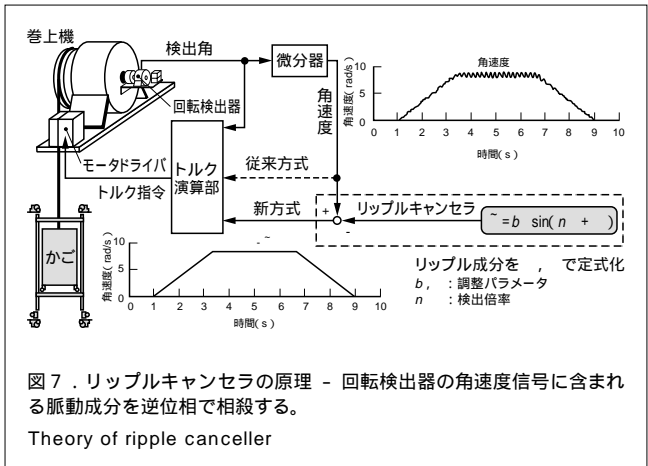 巻上機
検出角
微分器
回転検出器
角速度
角速度(rad/s)
10
5
0
角速度
0 1 2 3 4 5 6 7 8 9 10
時間(s)
モータドライバ
トルク指令
トルク
演算部
従来方式
新方式
+
-
リップルキャンセラ
~ =b sin(n + )
かご
角速度(rad/s)
10
5
0
- ~
0 1 2 3 4 5 6 7 8 9 10
時間(s)
リップル成分を , で定式化
b, :調整パラメータ
n :検出倍率
図7.リップルキャンセラの原理 - 回転検出器の角速度信号に含まれ
る脈動成分を逆位相で相殺する。
Theory of ripple canceller